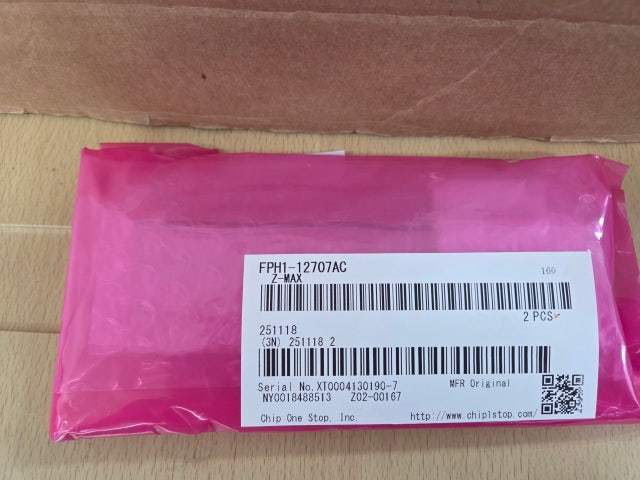 FPH1-12707AC
Z-MAX
160
2 PCS
251118
(3N) 251118 2
Serial No.XT0004130190-7 MFR Original
NY0018488513 Z02-00167
Chip One Stop, Inc. http://www.chip1stop.com/